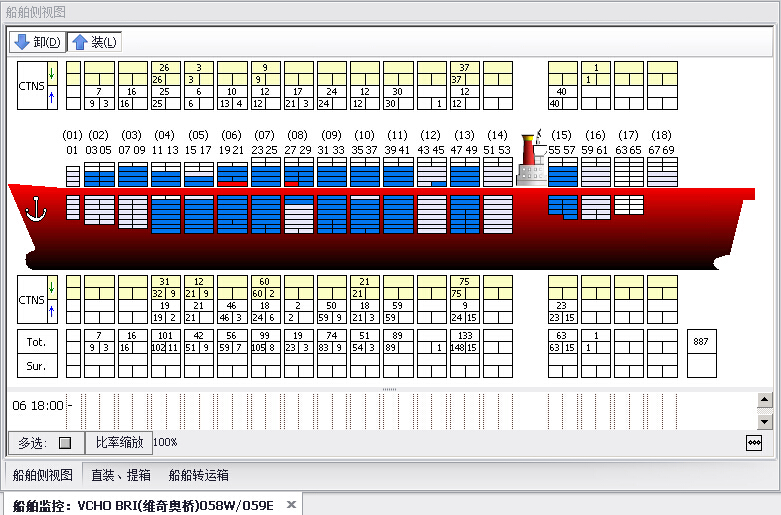 船舶侧视图
卸(D) 装(L)
26 3 9 37 1
CTNS 26 3 9 37 1
7 16 25 6 10 12 17 24 12 30 12 40
9 3 16 25 6 13 4 12 21 3 24 12 30 1 12 40
(01) (02) (03) (04) (05) (06) (07) (08) (09) (10) (11) (12) (13) (14) (15) (16) (17) (18)
01 03 05 07 09 11 13 15 17 19 21 23 25 27 29 31 33 35 37 39 41 43 45 47 49 51 53 55 57 59 61 63 65 67 69
31 12 60 21 75
CTNS 32 9 21 9 60 2 21 75
19 21 46 18 2 50 18 59 9 23
19 2 21 46 3 24 6 2 59 9 21 3 59 24 15 23 15
Tot. 7 16 101 42 56 99 19 74 51 89 133 63 1 887
9 3 16 102 11 51 9 59 7 105 8 23 3 83 9 54 3 89 1 148 15 63 15 1
Sur.
06 18:00
多选: 比率缩放 100%
船舶侧视图 直装、提箱 船舶转运箱
船舶监控: VCHO BRI(维奇奥桥)058W/059E